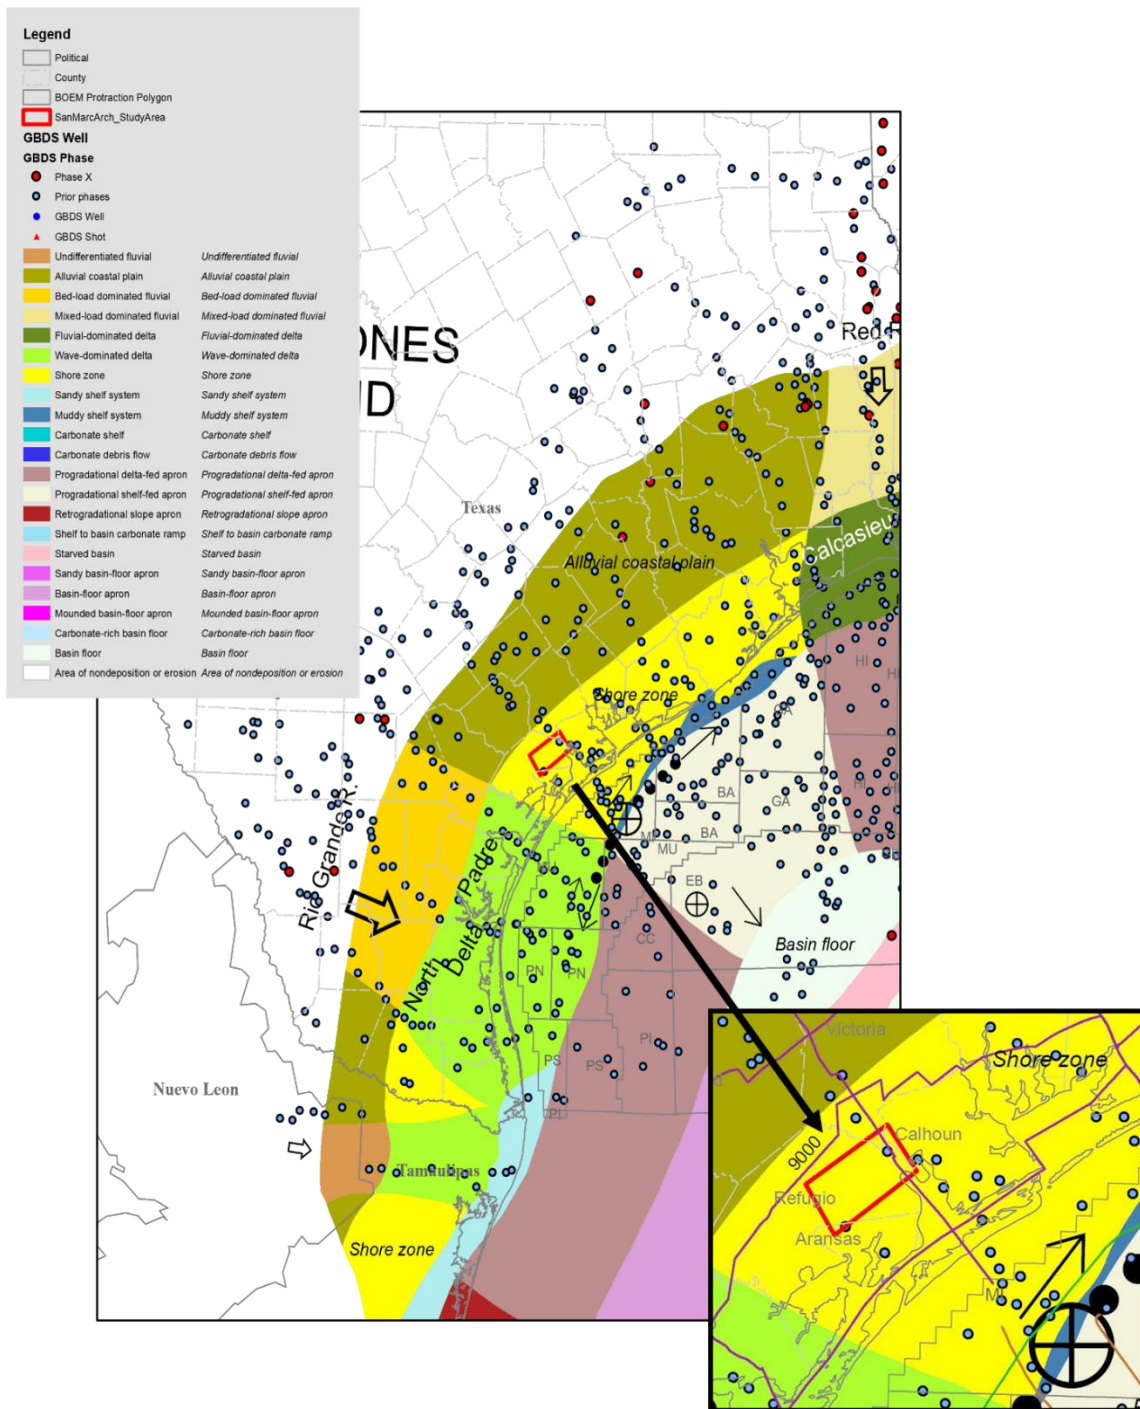 Legend
Political
County
BOEM Protraction Polygon
SanMarcArch_StudyArea
GBDS Well
GBDS Phase
Phase X
Prior phases
GBDS Well
GBDS Shot
Undifferentiated fluvial Undifferentiated fluvial
Alluvial coastal plain Alluvial coastal plain
Bed-load dominated fluvial Bed-load dominated fluvial
Mixed-load dominated fluvial Mixed-load dominated fluvial
Fluvial-dominated delta Fluvial-dominated delta
Wave-dominated delta Wave-dominated delta
Shore zone Shore zone
Sandy shelf system Sandy shelf system
Muddy shelf system Muddy shelf system
Carbonate shelf Carbonate shelf
Carbonate debris flow Carbonate debris flow
Progradational delta-fed apron Progradational delta-fed apron
Progradational shelf-fed apron Progradational shelf-fed apron
Retrogradational slope apron Retrogradational slope apron
Shelf to basin carbonate ramp Shelf to basin carbonate ramp
Starved basin Starved basin
Sandy basin-floor apron Sandy basin-floor apron
Basin-floor apron Basin-floor apron
Mounded basin-floor apron Mounded basin-floor apron
Carbonate-rich basin floor Carbonate-rich basin floor
Basin floor Basin floor
Area of nondeposition or erosion Area of nondeposition or erosion
ONES
D
Red R
Texas
Calcasieu
Alluvial coastal plain
HI
Shore zone
BA
GA
HI
BA
MU
EB
Rio Grande R.
North Padre
Delta
Basin floor
CC
PN
PN
PI
PS
PS
Nuevo Leon
Tamaulipas
Shore zone
Victoria
Shore zone
Calhoun
9000
Refugio
Aransas